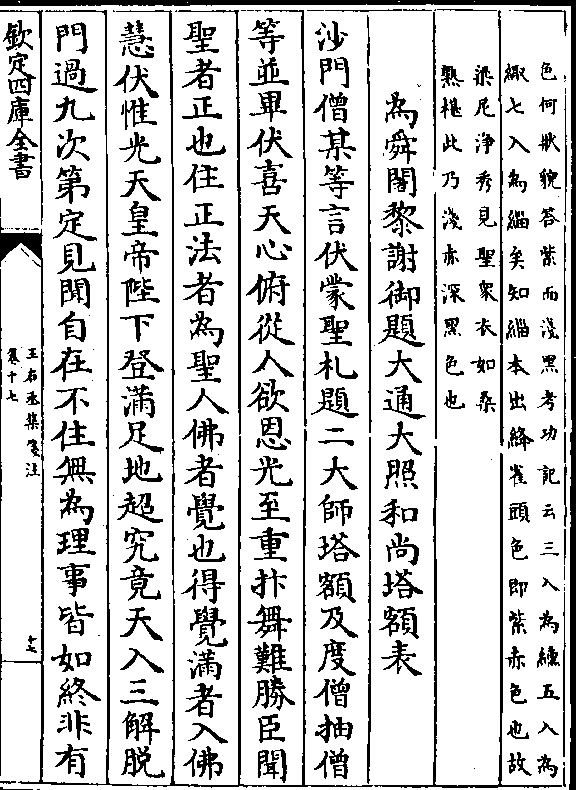 色何狀貌荅紫而淺黑考功記云三入為纁五入為
緅七入為緇矣知緇本出絳雀頭色即紫赤色也故
梁尼浄秀見聖衆衣如桑
熟椹此乃淺赤深黑色也
為舜闍黎謝御題大通大照和尚塔額表
沙門僧某等言伏蒙聖札題二大師塔額及度僧抽僧
等並畢伏喜天心俯從人欲恩光至重抃舞難勝臣聞
聖者正也住正法者為聖人佛者覺也得覺滿者入佛
慧伏惟光天皇帝陛下登滿足地超究竟天入三解脱
門過九次第定見聞自在不住無為理事皆如終非有
欽定四庫全書
王右丞集箋注
卷十七